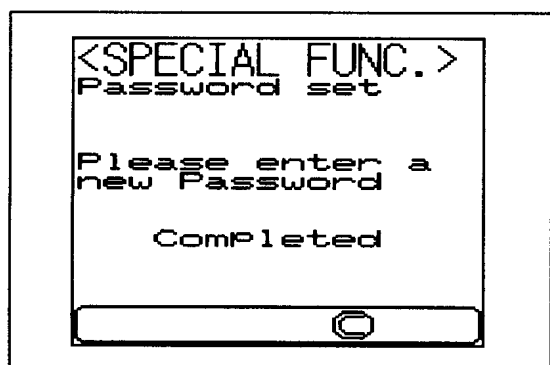 <SPECIAL FUNC.>
Password set
Please enter a
new Password
Completed
C